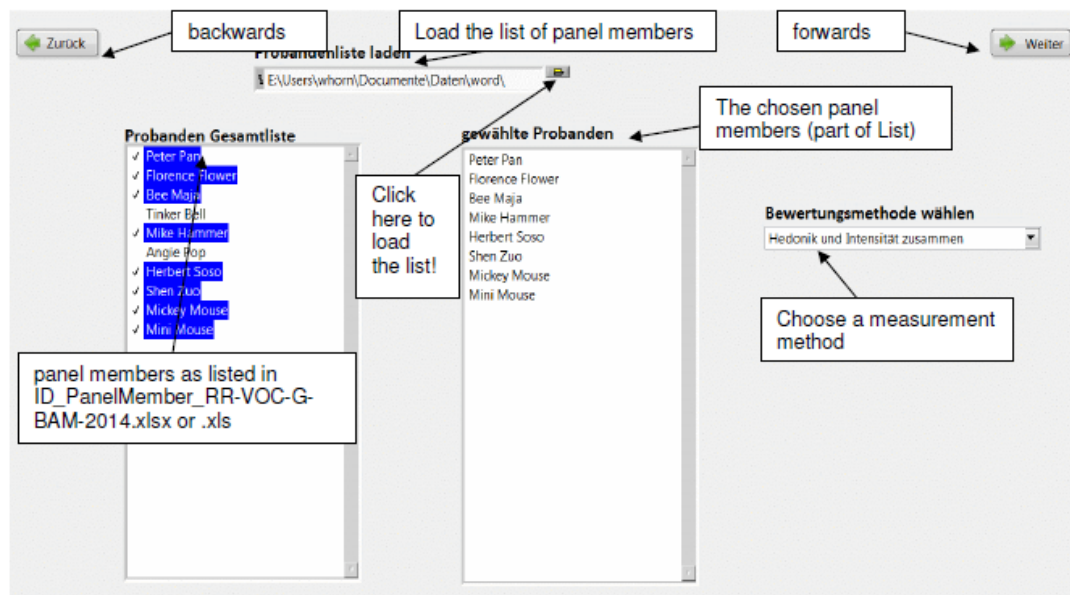 Zurück
backwards
Load the list of panel members
forwards
Weiter
Probandenliste laden
E:\Users\whorn\Documente\Daten\word\
The chosen panel
members (part of List)
Probanden Gesamtliste
✓ Peter Pan
✓ Florence Flower
✓ Bee Maja
Tinker Bell
✓ Mike Hammer
Angie Pop
✓ Herbert Soso
✓ Shen Zuo
✓ Mickey Mouse
✓ Mini Mouse
gewählte Probanden
Peter Pan
Florence Flower
Bee Maja
Mike Hammer
Herbert Soso
Shen Zuo
Mickey Mouse
Mini Mouse
Click
here to
load
the list!
Bewertungsmethode wählen
Hedonik und Intensität zusammen
Choose a measurement
method
panel members as listed in
ID_PanelMember_RR-VOC-G-
BAM-2014.xlsx or .xls